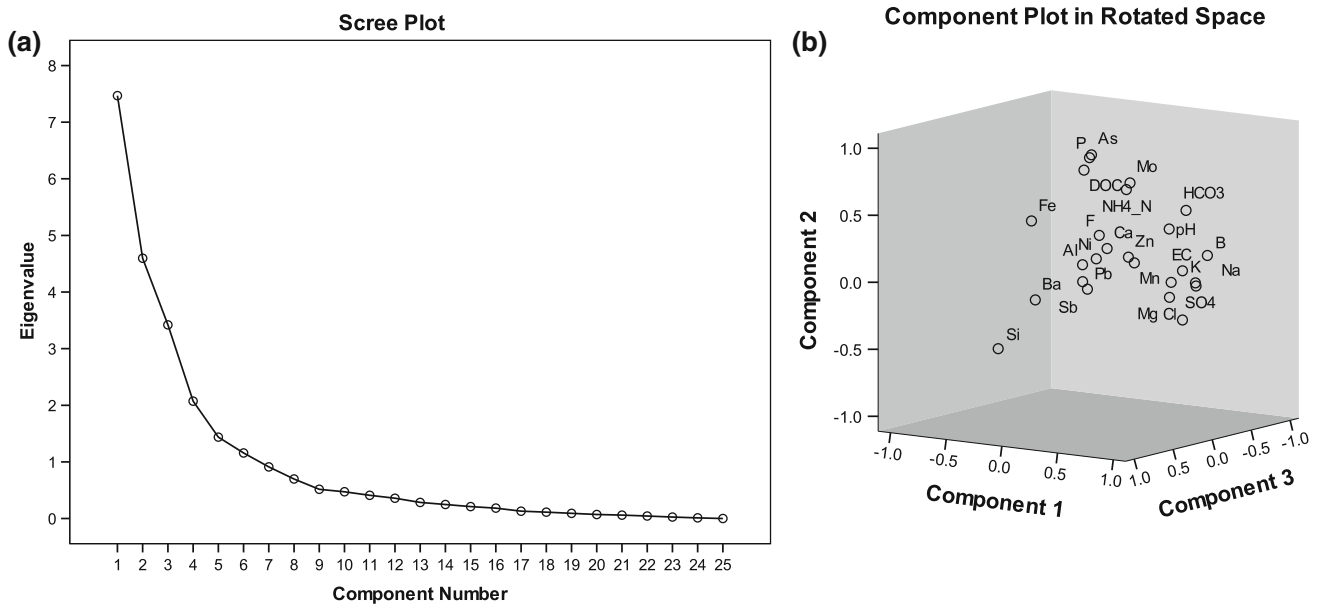 (a)
Scree Plot
Eigenvalue
8
7
6
5
4
3
2
1
0
1 2 3 4 5 6 7 8 9 10 11 12 13 14 15 16 17 18 19 20 21 22 23 24 25
Component Number
(b)
Component Plot in Rotated Space
Component 2
1.0
0.5
0.0
-0.5
-1.0
P As
Mo
DOC
HCO3
Fe NH4_N
F
Ca pH
Al Ni Zn B
EC
Pb K Na
Ba Mn
Sb SO4
Mg Cl
Si
-1.0 -0.5 0.0 0.5 1.0
Component 1
1.0 0.5 0.0 -0.5 -1.0
Component 3